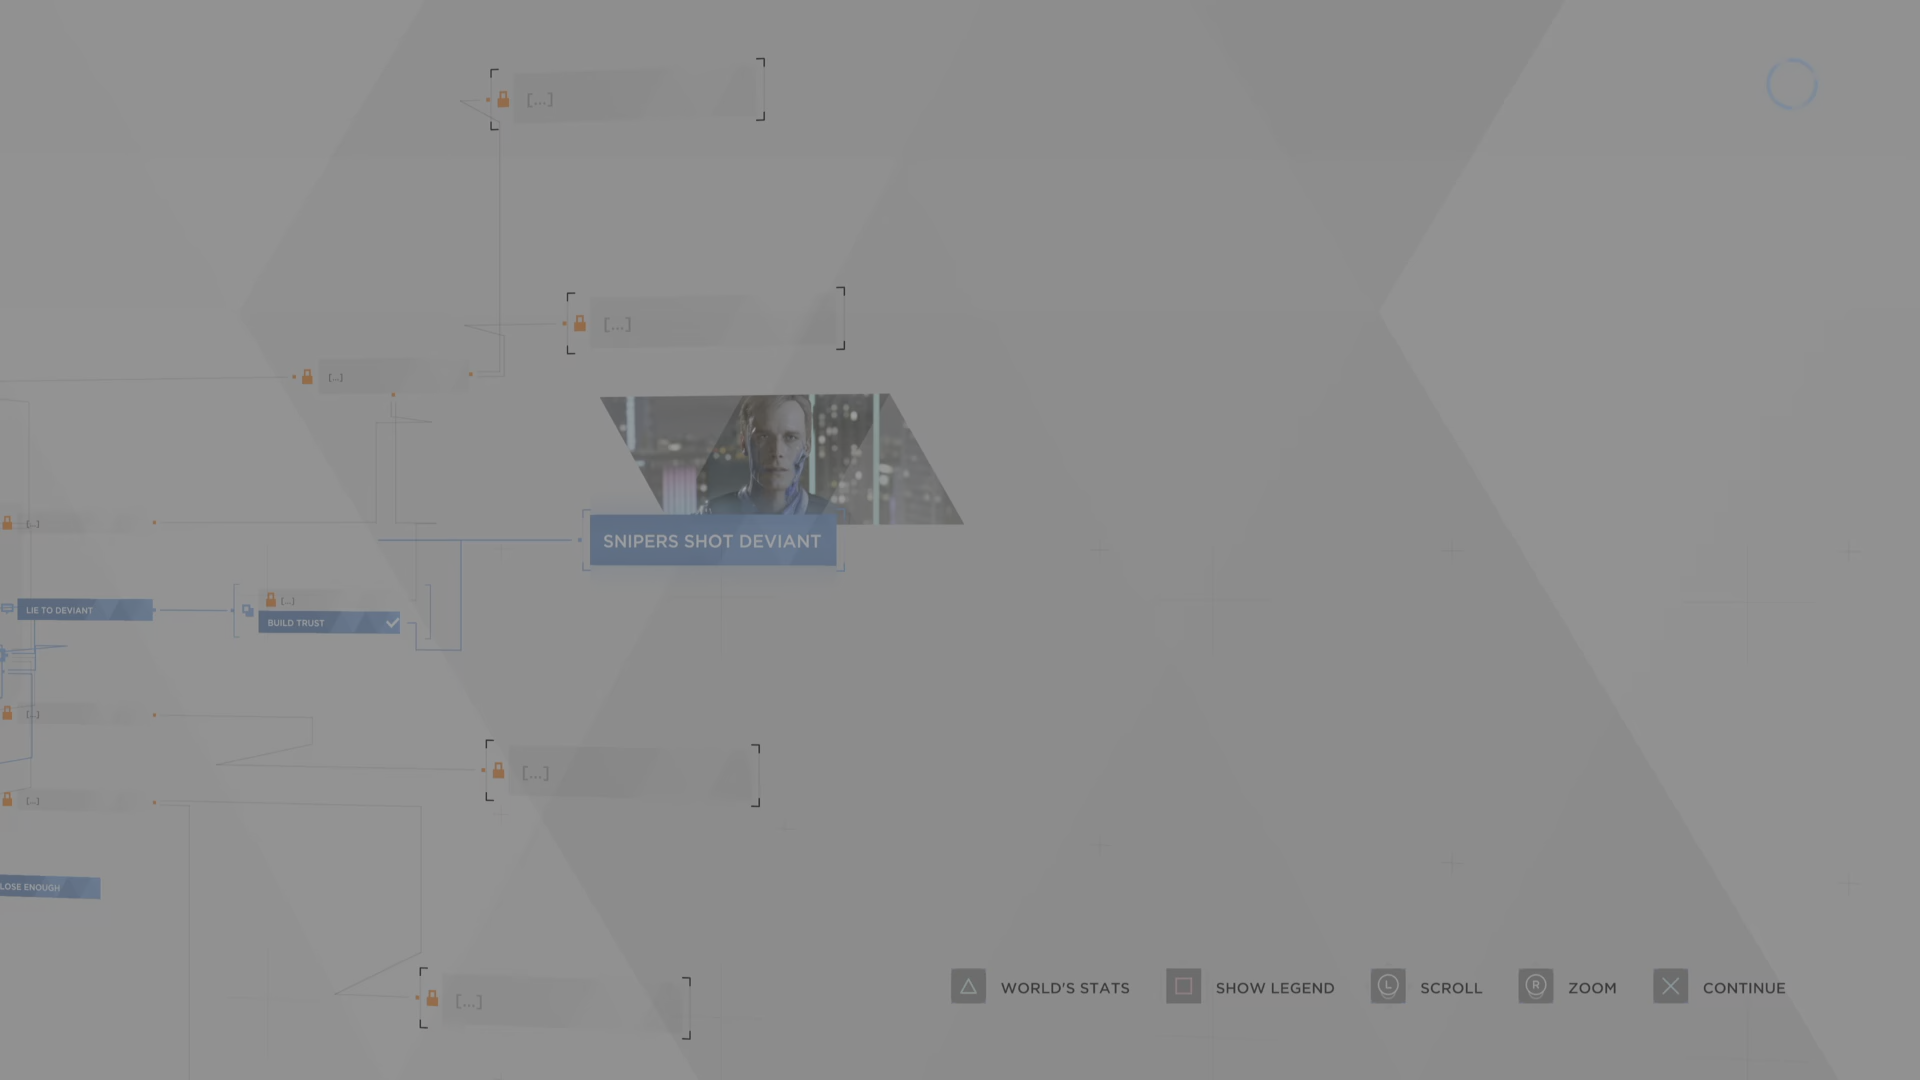 [...]
[...]
[...]
SNIPERS SHOT DEVIANT
[...]
[...]
LIE TO DEVIANT
BUILD TRUST
[...]
[...]
[...]
LOSE ENOUGH
[...]
WORLD'S STATS
SHOW LEGEND
L
SCROLL
R
ZOOM
CONTINUE